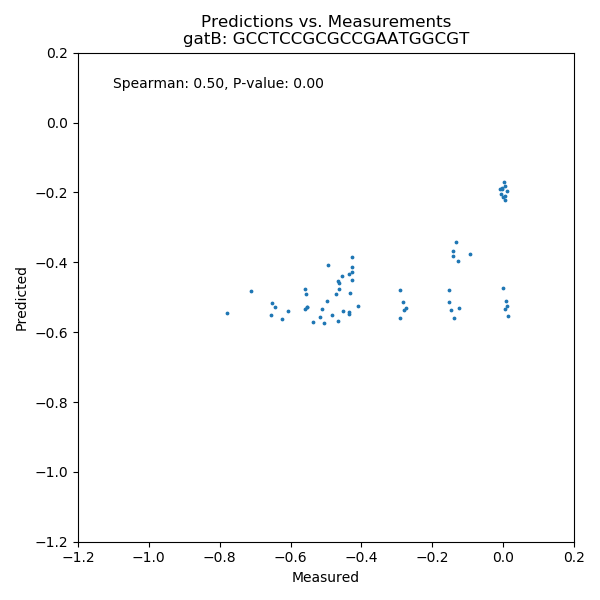 Predictions vs. Measurements
gatB: GCCTCCGCGCCGAATGGCGT
Spearman: 0.50, P-value: 0.00
0.2
0.0
−0.2
−0.4
−0.6
−0.8
−1.0
−1.2
Predicted
−1.2 −1.0 −0.8 −0.6 −0.4 −0.2 0.0 0.2
Measured